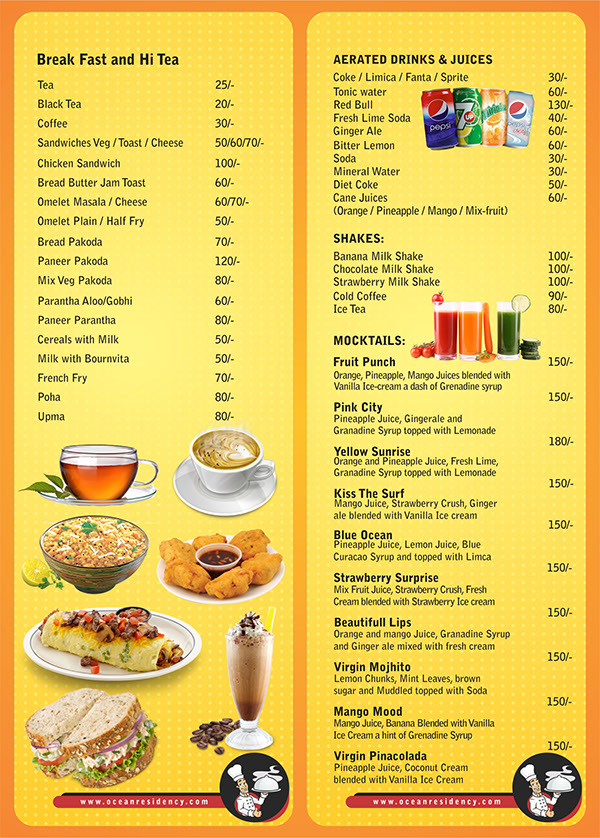 Break Fast and Hi Tea
Tea 25/-
Black Tea 20/-
Coffee 30/-
Sandwiches Veg / Toast / Cheese 50/60/70/-
Chicken Sandwich 100/-
Bread Butter Jam Toast 60/-
Omelet Masala / Cheese 60/70/-
Omelet Plain / Half Fry 50/-
Bread Pakoda 70/-
Paneer Pakoda 120/-
Mix Veg Pakoda 80/-
Parantha Aloo/Gobhi 60/-
Paneer Parantha 80/-
Cereals with Milk 50/-
Milk with Bournvita 50/-
French Fry 70/-
Poha 80/-
Upma 80/-
www.oceanresidency.com
AERATED DRINKS & JUICES
Coke / Limica / Fanta / Sprite 30/-
Tonic water 60/-
Red Bull 130/-
Fresh Lime Soda 40/-
Ginger Ale 60/-
Bitter Lemon 60/-
Soda 30/-
Mineral Water 30/-
Diet Coke 50/-
Cane Juices 60/-
(Orange / Pineapple / Mango / Mix-fruit)
pepsi
7UP
SHAKES:
Banana Milk Shake 100/-
Chocolate Milk Shake 100/-
Strawberry Milk Shake 100/-
Cold Coffee 90/-
Ice Tea 80/-
MOCKTAILS:
Fruit Punch 150/-
Orange, Pineapple, Mango Juices blended with
Vanilla Ice-cream a dash of Grenadine syrup
Pink City 150/-
Pineapple Juice, Gingerale and
Granadine Syrup topped with Lemonade
Yellow Sunrise 180/-
Orange and Pineapple Juice, Fresh Lime,
Granadine Syrup topped with Lemonade
Kiss The Surf 150/-
Mango Juice, Strawberry Crush, Ginger
ale blended with Vanilla Ice cream
Blue Ocean 150/-
Pineapple Juice, Lemon Juice, Blue
Curacao Syrup and topped with Limca
Strawberry Surprise 150/-
Mix Fruit Juice, Strawberry Crush, Fresh
Cream blended with Strawberry Ice cream
Beautifull Lips 150/-
Orange and mango Juice, Granadine Syrup
and Ginger ale mixed with fresh cream
Virgin Mojhito 150/-
Lemon Chunks, Mint Leaves, brown
sugar and Muddled topped with Soda
Mango Mood 150/-
Mango Juice, Banana Blended with Vanilla
Ice Cream a hint of Grenadine Syrup
Virgin Pinacolada 150/-
Pineapple Juice, Coconut Cream
blended with Vanilla Ice Cream
www.oceanresidency.com